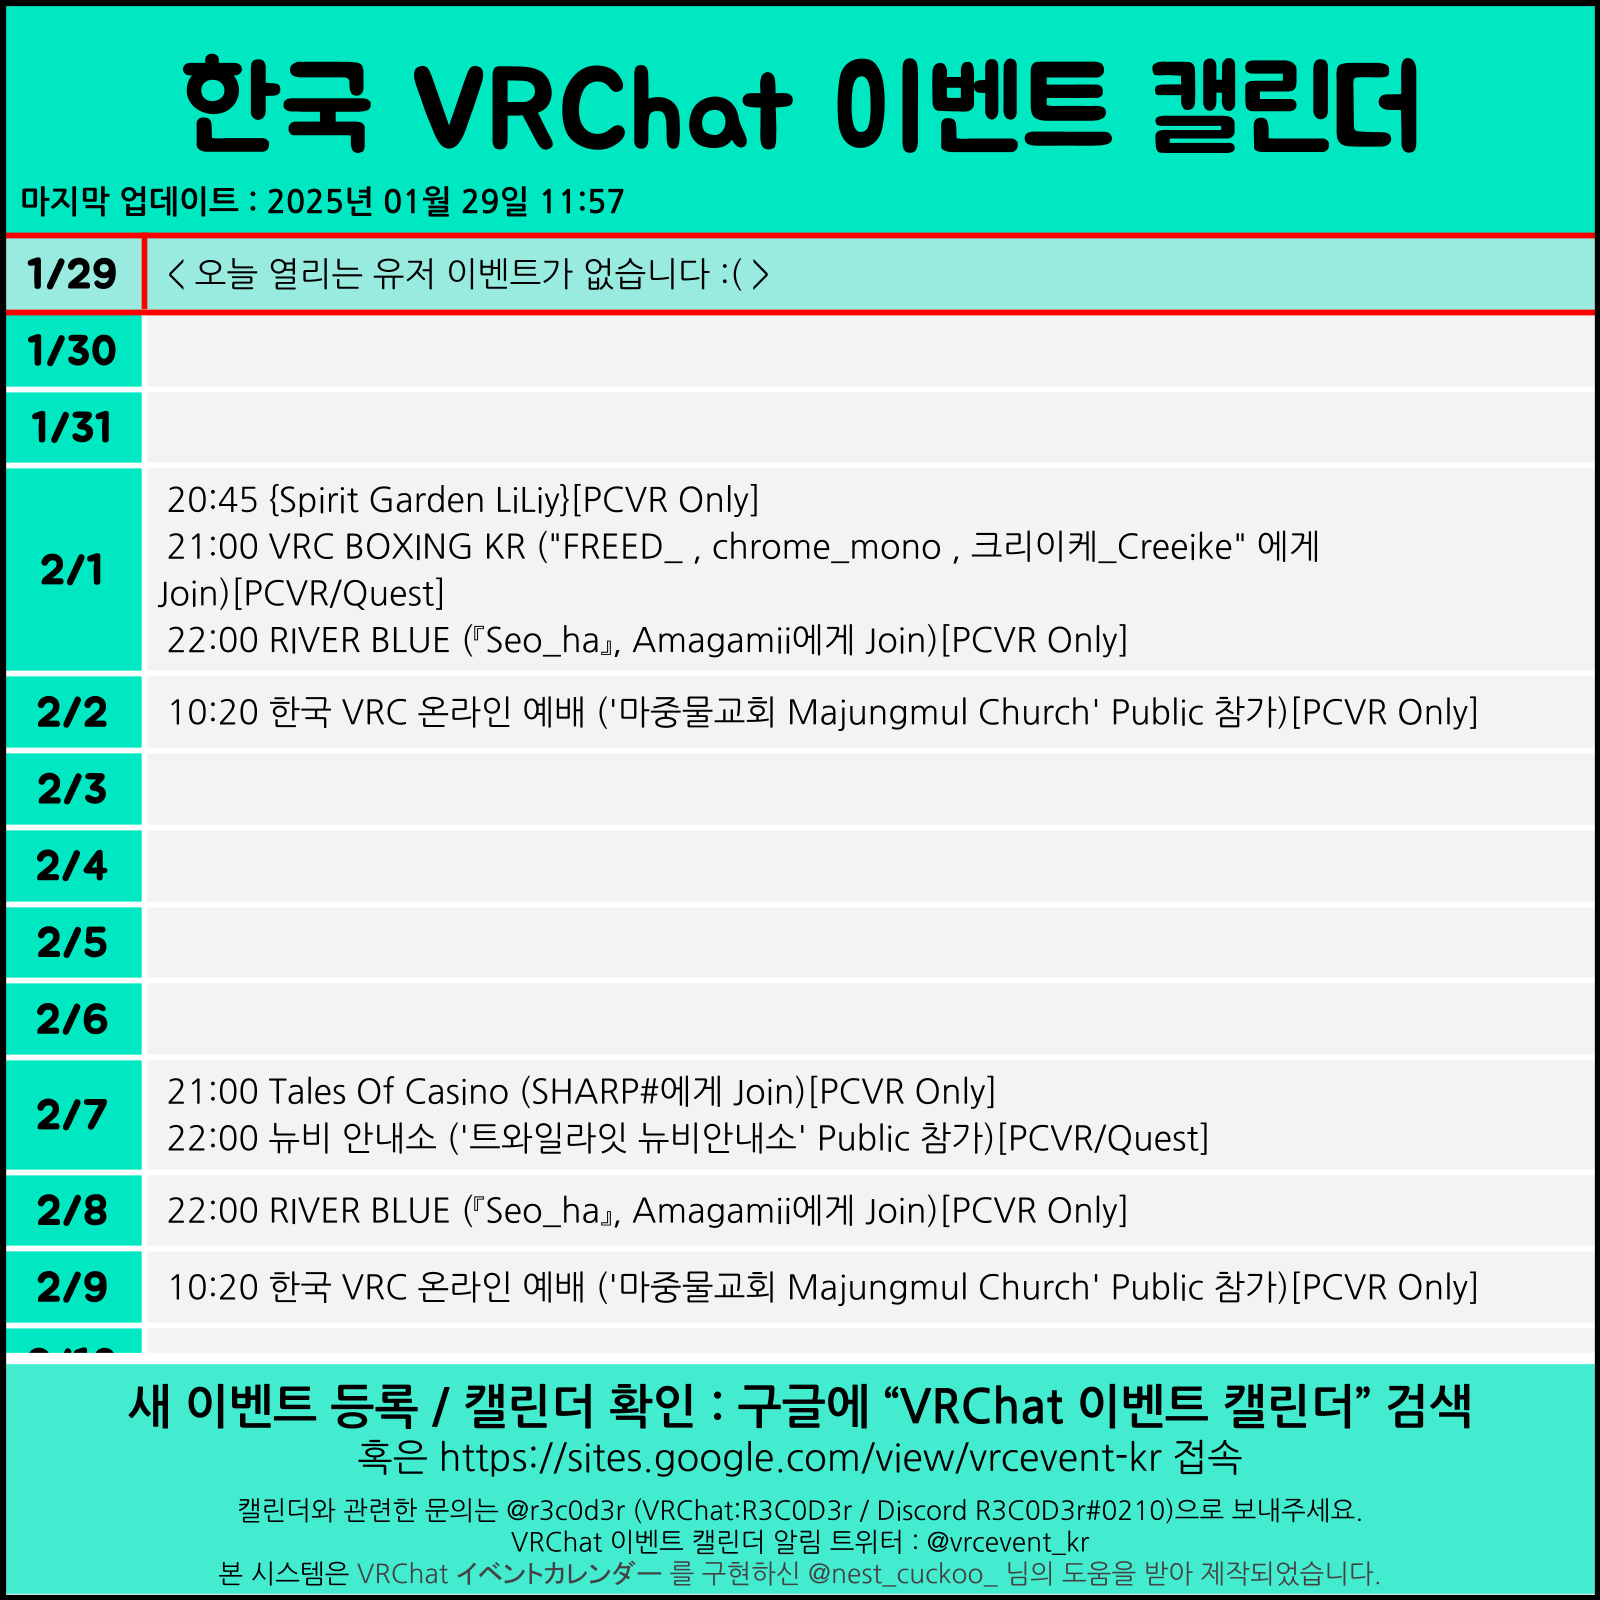 한국 VRChat 이벤트 캘린더
마지막 업데이트 : 2025년 01월 29일 11:57
1/29 < 오늘 열리는 유저 이벤트가 없습니다 :( >
1/30
1/31
2/1
20:45 {Spirit Garden LiLiy}[PCVR Only]
21:00 VRC BOXING KR ("FREED_ , chrome_mono , 크리이케_Creeike" 에게
Join)[PCVR/Quest]
22:00 RIVER BLUE (『Seo_ha』, Amagamii에게 Join)[PCVR Only]
2/2 10:20 한국 VRC 온라인 예배 ('마중물교회 Majungmul Church' Public 참가)[PCVR Only]
2/3
2/4
2/5
2/6
2/7
21:00 Tales Of Casino (SHARP#에게 Join)[PCVR Only]
22:00 뉴비 안내소 ('트와일라잇 뉴비안내소' Public 참가)[PCVR/Quest]
2/8 22:00 RIVER BLUE (『Seo_ha』, Amagamii에게 Join)[PCVR Only]
2/9 10:20 한국 VRC 온라인 예배 ('마중물교회 Majungmul Church' Public 참가)[PCVR Only]
새 이벤트 등록 / 캘린더 확인 : 구글에 “VRChat 이벤트 캘린더” 검색
혹은 https://sites.google.com/view/vrcevent-kr 접속
캘린더와 관련한 문의는 @r3c0d3r (VRChat:R3C0D3r / Discord R3C0D3r#0210)으로 보내주세요.
VRChat 이벤트 캘린더 알림 트위터 : @vrcevent_kr
본 시스템은 VRChat イベントカレンダー 를 구현하신 @nest_cuckoo_ 님의 도움을 받아 제작되었습니다.